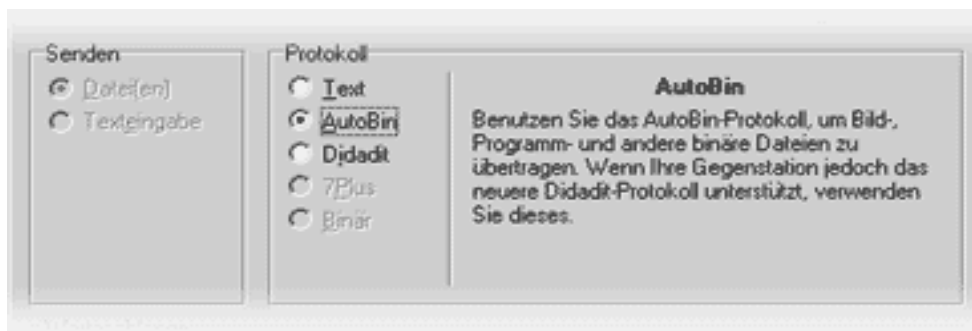 Senden
Datei(en)
Texteingabe
Protokoll
Text
AutoBin
Didadit
7Plus
Binär
AutoBin
Benutzen Sie das AutoBin-Protokoll, um Bild-,
Programm- und andere binäre Dateien zu
übertragen. Wenn Ihre Gegenstation jedoch das
neuere Didadit-Protokoll unterstützt, verwenden
Sie dieses.